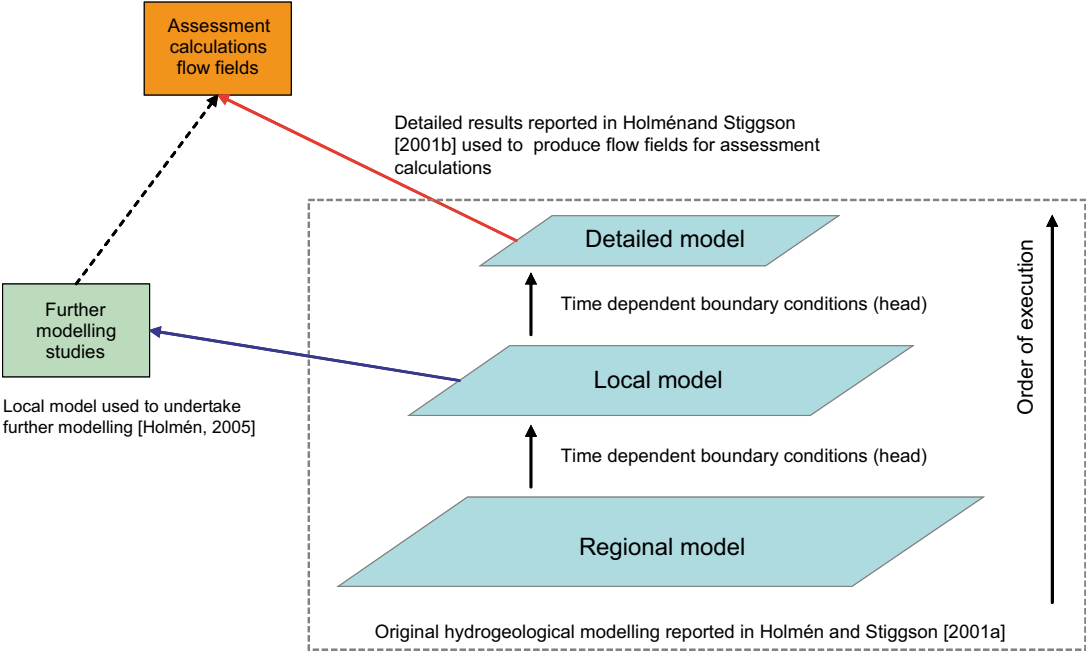 Assessment
calculations
flow fields
Detailed results reported in Holménand Stiggson
[2001b] used to produce flow fields for assessment
calculations
Detailed model
Time dependent boundary conditions (head)
Further
modelling
studies
Local model
Order of execution
Local model used to undertake
further modelling [Holmén, 2005]
Time dependent boundary conditions (head)
Regional model
Original hydrogeological modelling reported in Holmén and Stiggson [2001a]